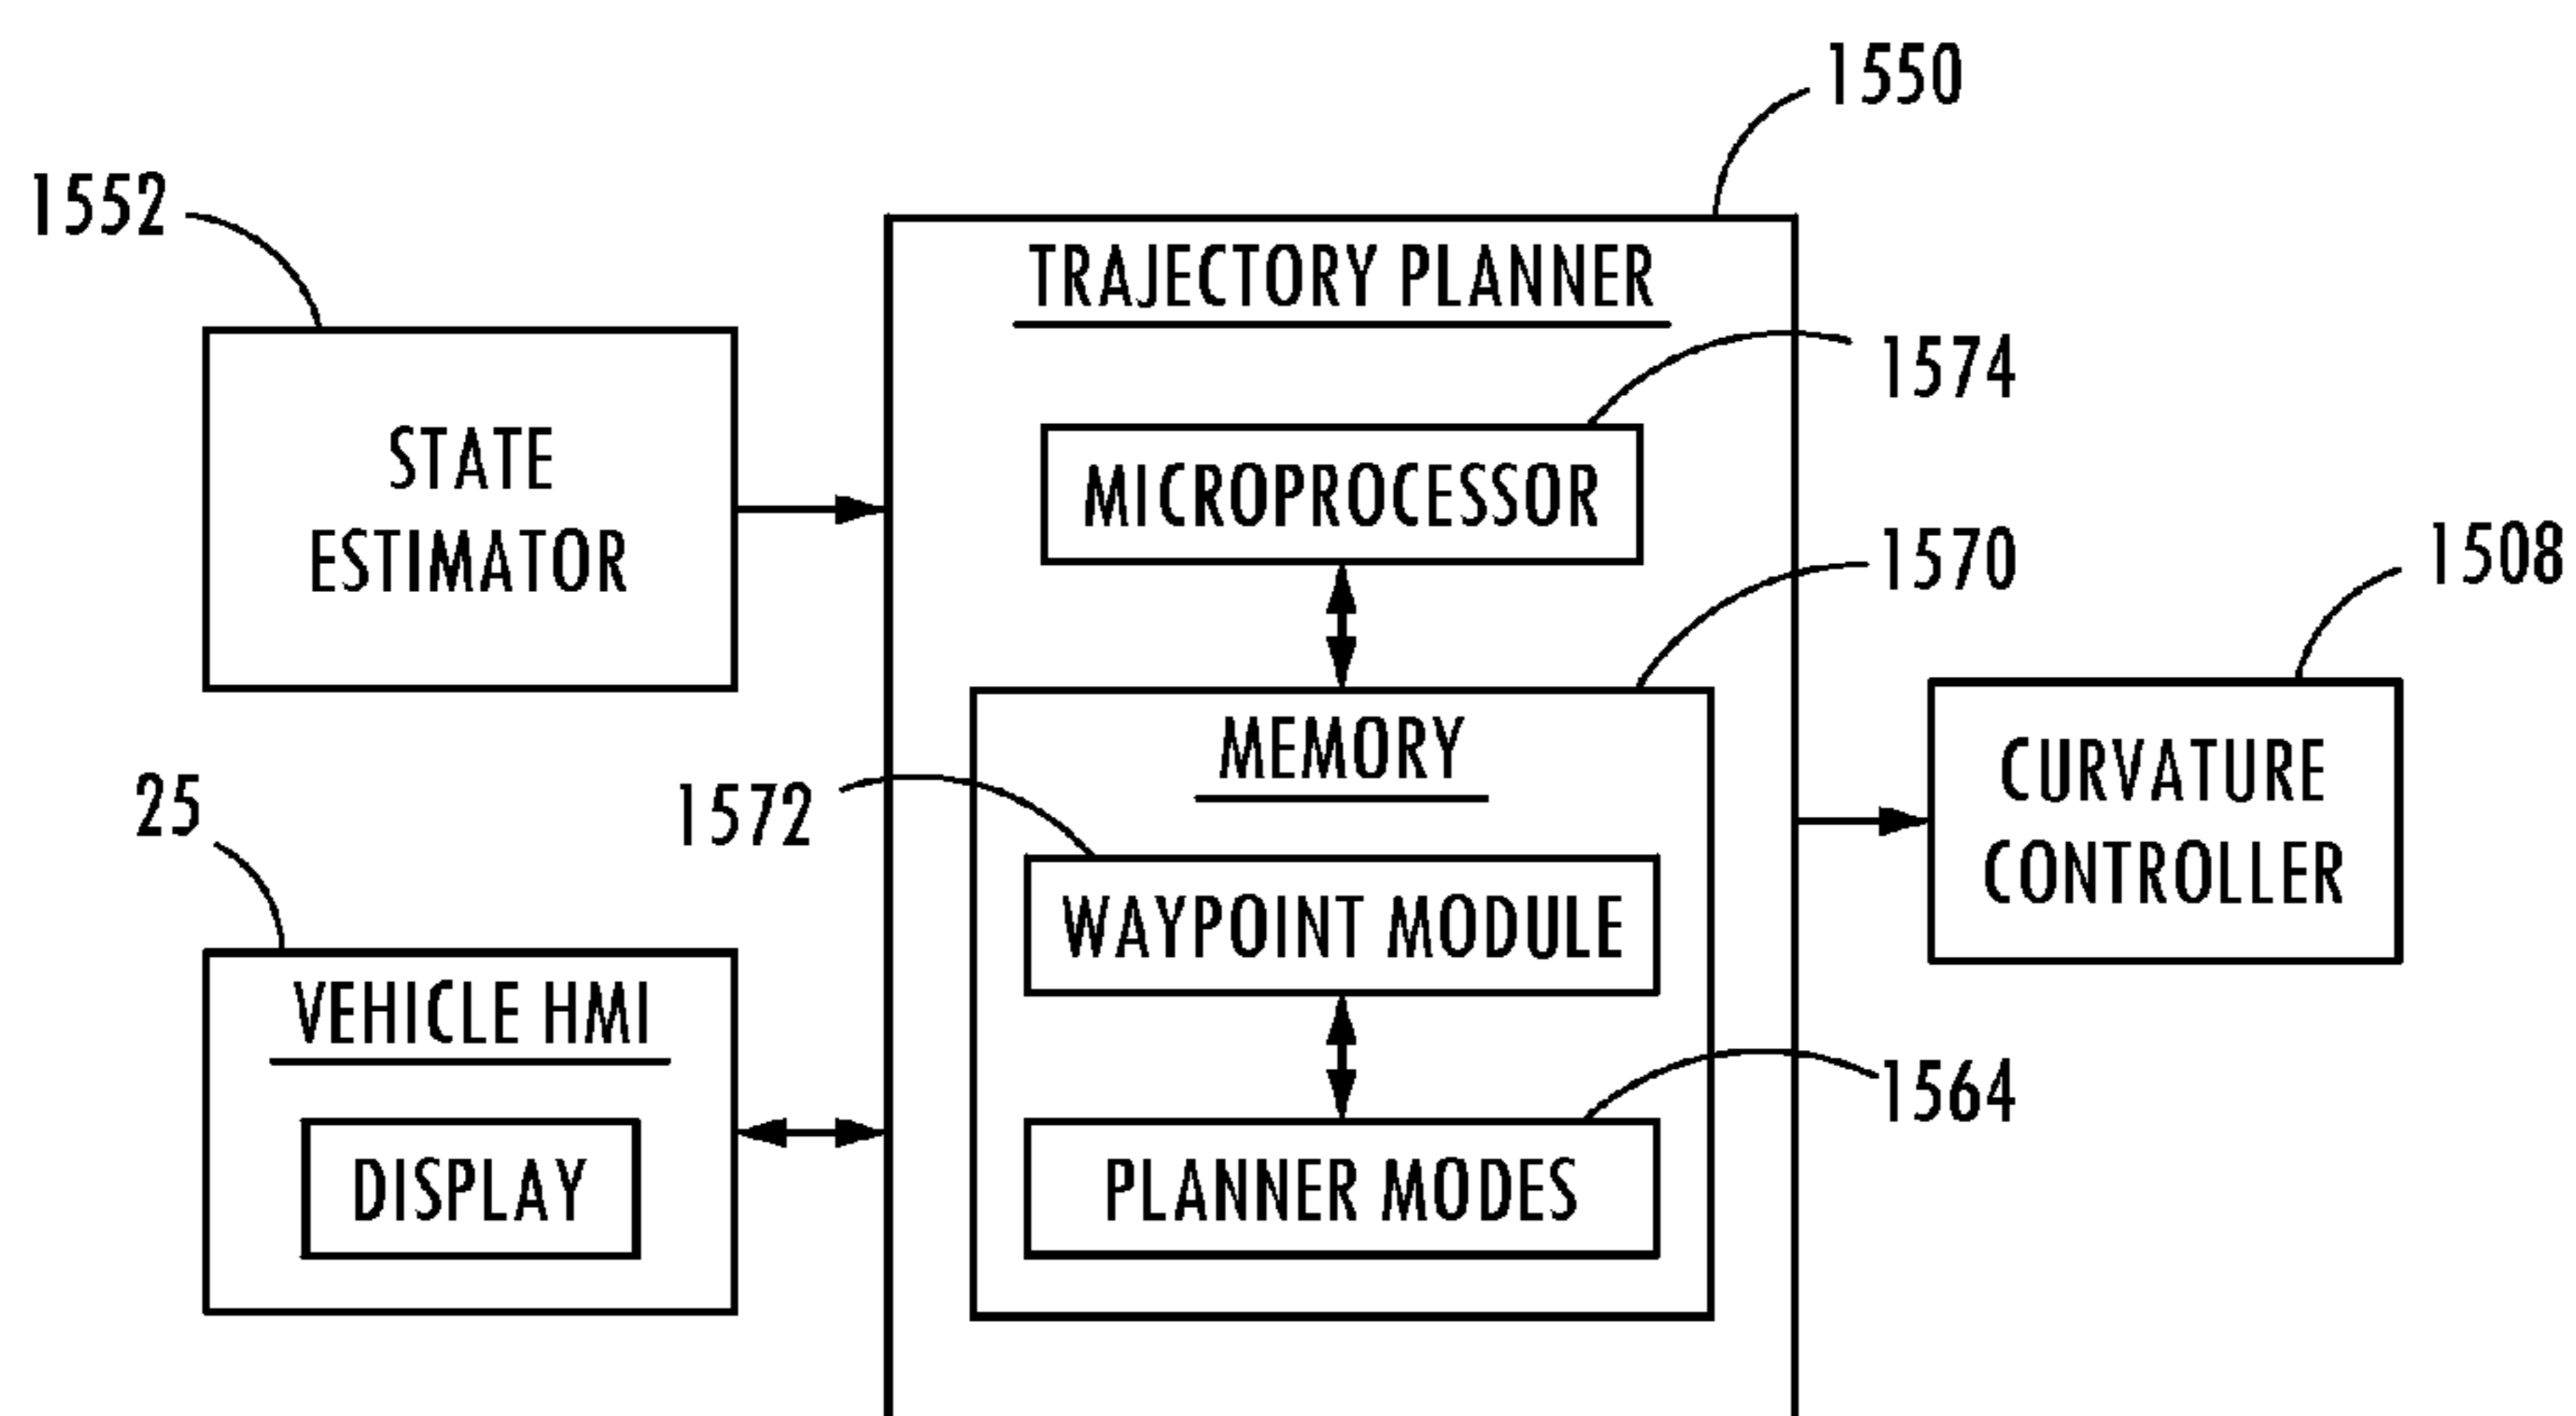 1550
1552
TRAJECTORY PLANNER
1574
STATE
ESTIMATOR
MICROPROCESSOR
1570
1508
MEMORY
25
1572
CURVATURE
CONTROLLER
WAYPOINT MODULE
VEHICLE HMI
1564
DISPLAY
PLANNER MODES